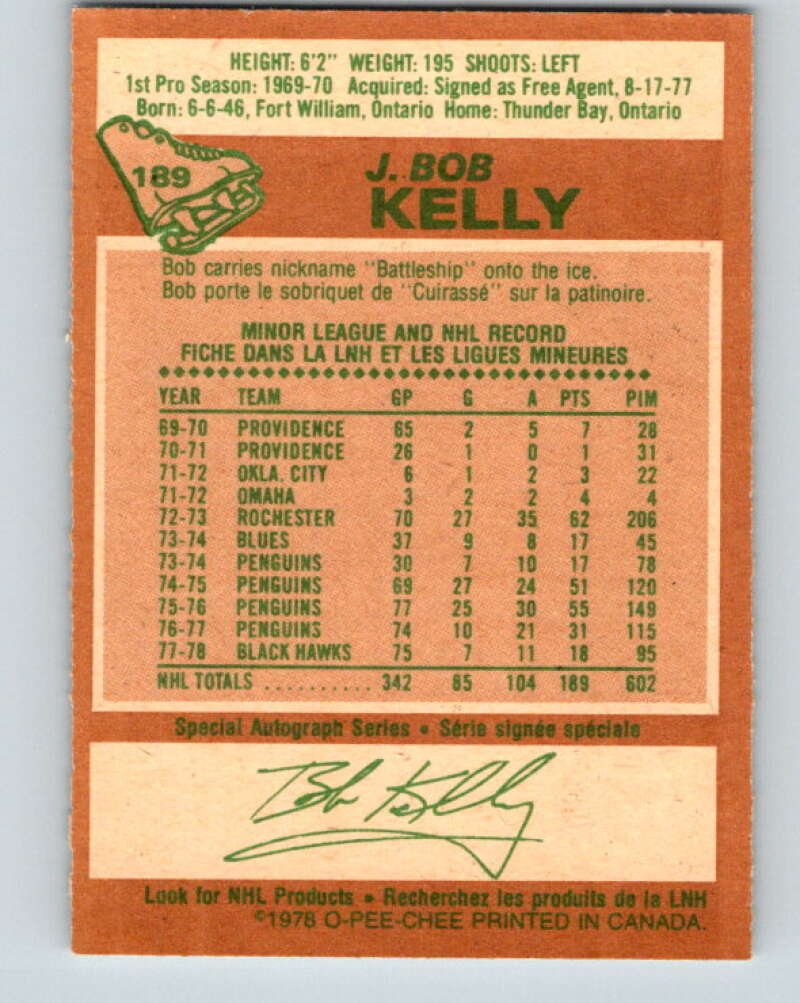 HEIGHT: 6'2" WEIGHT: 195 SHOOTS: LEFT
1st Pro Season: 1969-70 Acquired: Signed as Free Agent, 8-17-77
Born: 6-6-46, Fort William, Ontario Home: Thunder Bay, Ontario
189
J. BOB
KELLY
Bob carries nickname "Battleship" onto the ice.
Bob porte le sobriquet de "Cuirassé" sur la patinoire.
MINOR LEAGUE AND NHL RECORD
FICHE DANS LA LNH ET LES LIGUES MINEURES
YEAR TEAM GP G A PTS PIM
69-70 PROVIDENCE 65 2 5 7 28
70-71 PROVIDENCE 26 1 0 1 31
71-72 OKLA. CITY 6 1 2 3 22
71-72 OMAHA 3 2 2 4 4
72-73 ROCHESTER 70 27 35 62 206
73-74 BLUES 37 9 8 17 45
73-74 PENGUINS 30 7 10 17 78
74-75 PENGUINS 69 27 24 51 120
75-76 PENGUINS 77 25 30 55 149
76-77 PENGUINS 74 10 21 31 115
77-78 BLACK HAWKS 75 7 11 18 95
NHL TOTALS .......... 342 85 104 189 602
Special Autograph Series • Série signée spéciale
Bob Kelly
Look for NHL Products • Recherchez les produits de la LNH
©1978 O-PEE-CHEE PRINTED IN CANADA.